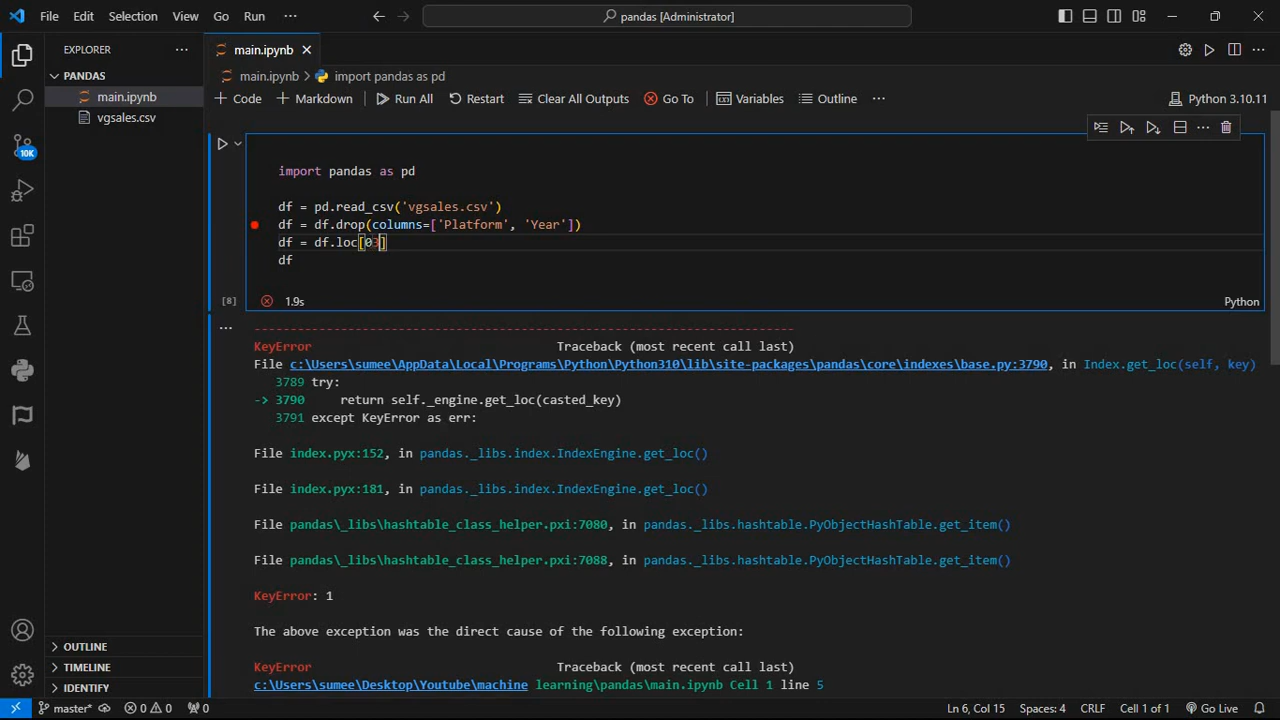 File Edit Selection View Go Run ··· pandas [Administrator]
EXPLORER ···
PANDAS
main.ipynb
vgsales.csv
OUTLINE
TIMELINE
IDENTIFY
10K
main.ipynb
main.ipynb > import pandas as pd
+ Code + Markdown Run All Restart Clear All Outputs Go To Variables Outline ··· Python 3.10.11
import pandas as pd
df = pd.read_csv('vgsales.csv')
df = df.drop(columns=['Platform', 'Year'])
df = df.loc[03]
df
[8] 1.9s Python
---------------------------------------------------------------------------
KeyError Traceback (most recent call last)
File c:\Users\sumee\AppData\Local\Programs\Python\Python310\lib\site-packages\pandas\core\indexes\base.py:3790, in Index.get_loc(self, key)
3789 try:
-> 3790 return self._engine.get_loc(casted_key)
3791 except KeyError as err:
File index.pyx:152, in pandas._libs.index.IndexEngine.get_loc()
File index.pyx:181, in pandas._libs.index.IndexEngine.get_loc()
File pandas\_libs\hashtable_class_helper.pxi:7080, in pandas._libs.hashtable.PyObjectHashTable.get_item()
File pandas\_libs\hashtable_class_helper.pxi:7088, in pandas._libs.hashtable.PyObjectHashTable.get_item()
KeyError: 1
The above exception was the direct cause of the following exception:
KeyError Traceback (most recent call last)
c:\Users\sumee\Desktop\Youtube\machine learning\pandas\main.ipynb Cell 1 line 5
master* 0 0 0 Ln 6, Col 15 Spaces: 4 CRLF Cell 1 of 1 Go Live